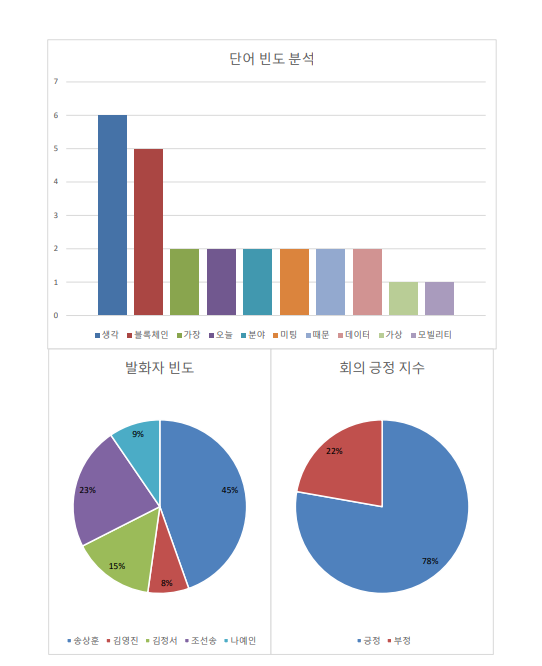 단어 빈도 분석
7
6
5
4
3
2
1
0
생각 블록체인 가장 오늘 분야 미팅 때문 데이터 가상 모빌리티
발화자 빈도
9%
45%
23%
15%
8%
송상훈 김영진 김정서 조선송 나예인
회의 긍정 지수
22%
78%
긍정 부정